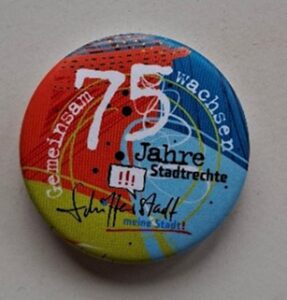 Gemeinsam wachsen
75
Jahre
Stadtrechte
!!!
Schifferstadt
meine Stadt!